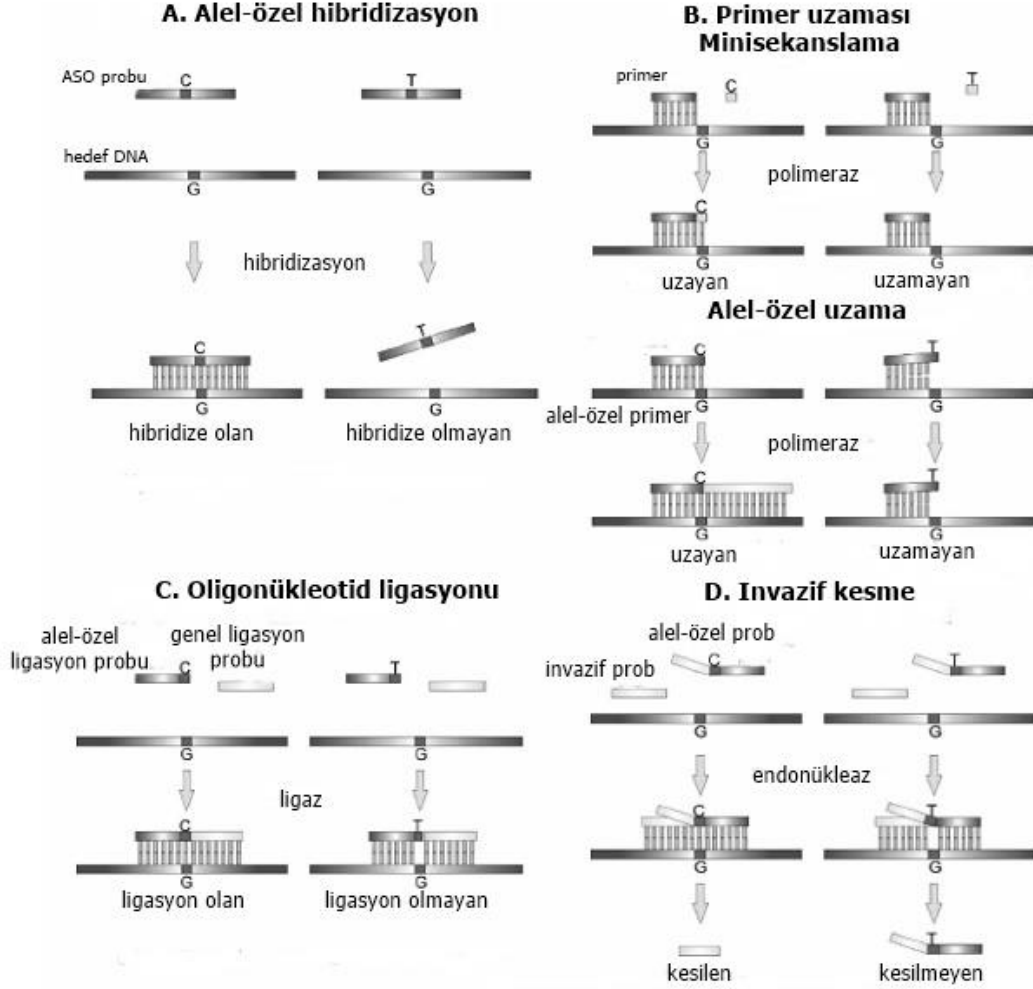 A. Alel-özel hibridizasyon
ASO probu
C
T
hedef DNA
G
G
hibridizasyon
C
T
G
G
hibridize olan
hibridize olmayan
B. Primer uzaması
Minisekanslama
primer
C
T
G
G
polimeraz
C
G
G
uzayan
uzamayan
Alel-özel uzama
C
T
G
G
alel-özel primer
polimeraz
C
T
G
G
uzayan
uzamayan
C. Oligonükleotid ligasyonu
alel-özel
ligasyon probu
genel ligasyon
probu
C
T
G
G
ligaz
C
T
G
G
ligasyon olan
ligasyon olmayan
D. Invazif kesme
alel-özel prob
invazif prob
C
T
G
G
endonükleaz
C
T
G
G
T
kesilen
kesilmeyen